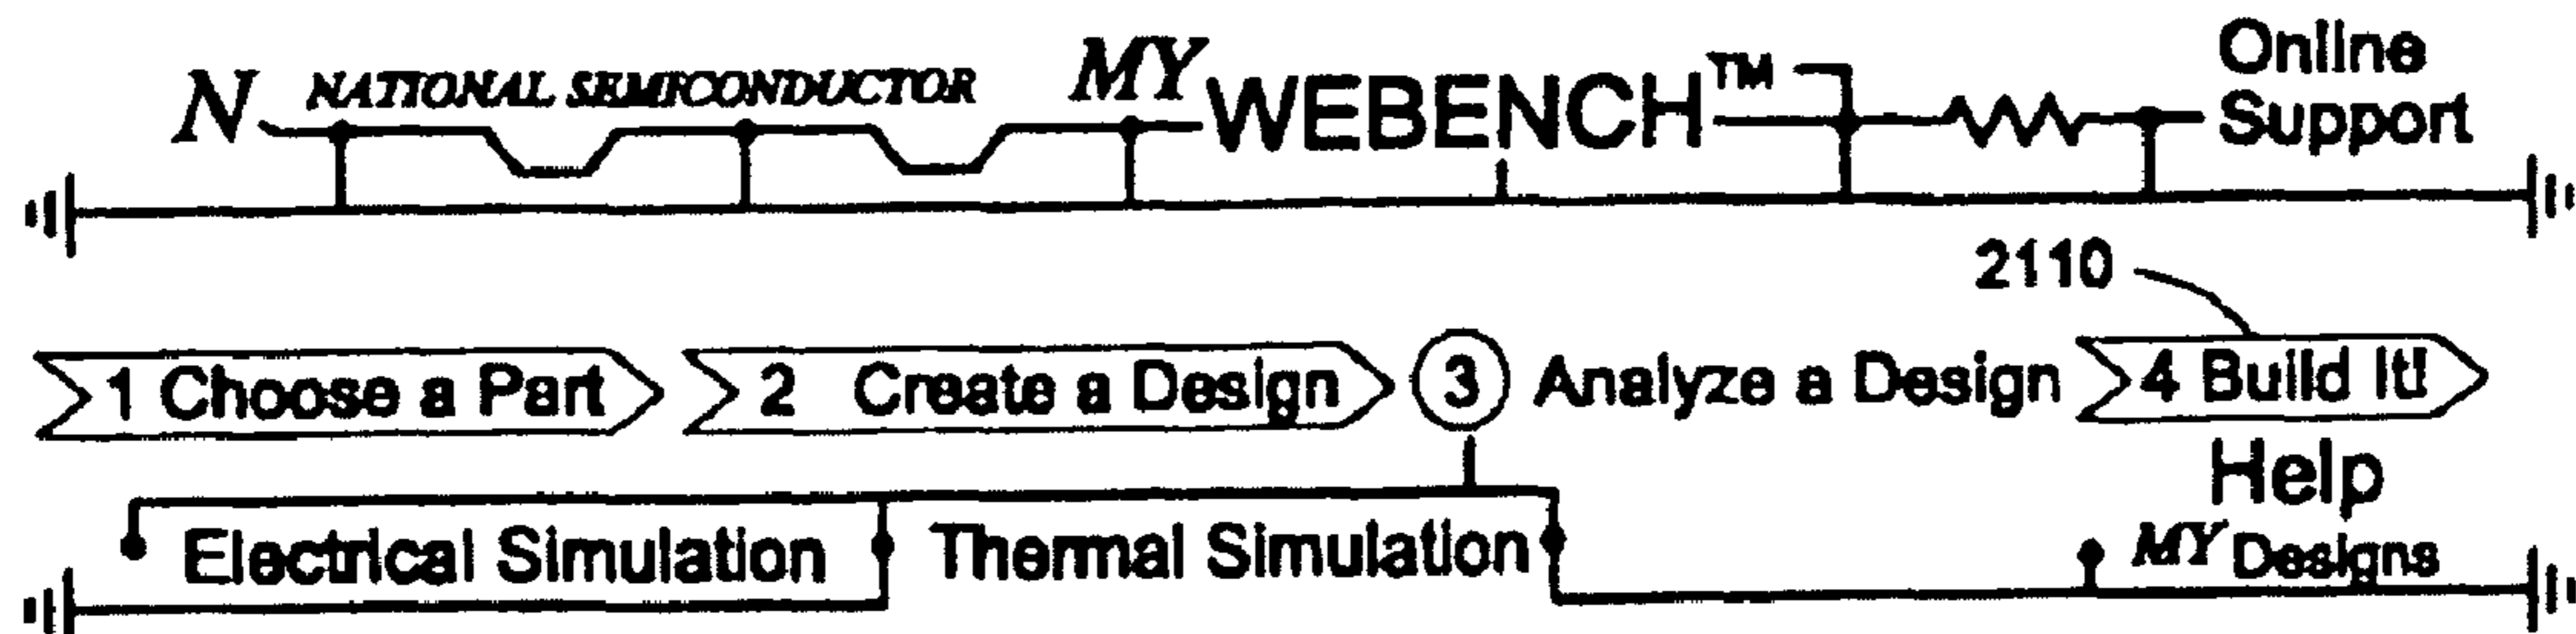 N NATIONAL SEMICONDUCTOR MY WEBENCH™ Online Support
2110
1 Choose a Part 2 Create a Design 3 Analyze a Design 4 Build It!
Help
Electrical Simulation Thermal Simulation MY Designs